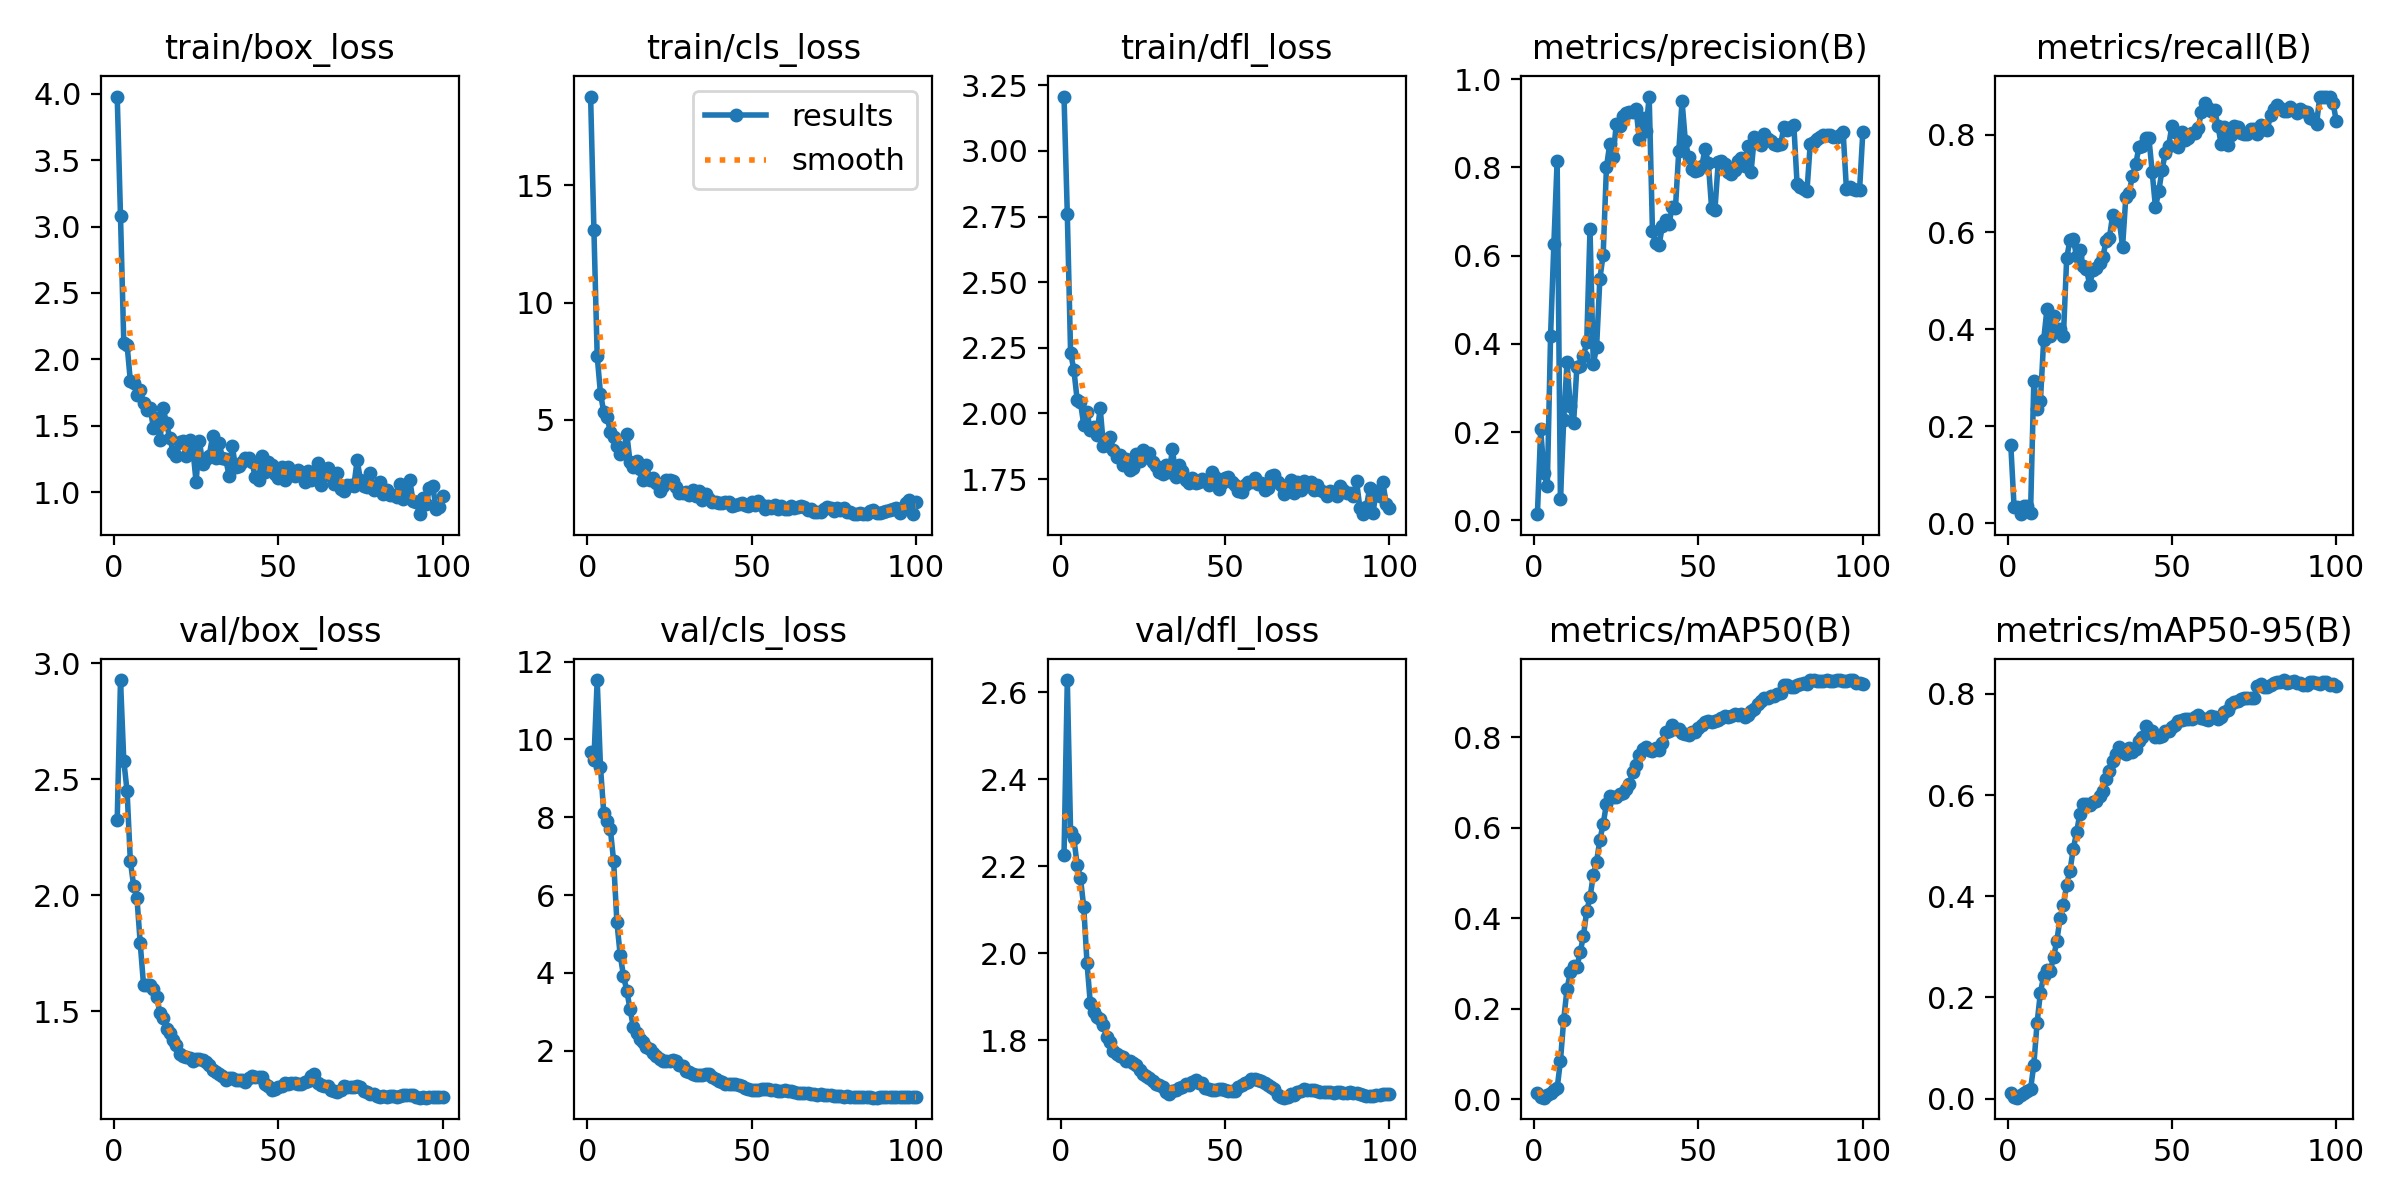 train/box_loss
4.0
3.5
3.0
2.5
2.0
1.5
1.0
0 50 100
train/cls_loss
results
smooth
15
10
5
0 50 100
train/dfl_loss
3.25
3.00
2.75
2.50
2.25
2.00
1.75
0 50 100
metrics/precision(B)
1.0
0.8
0.6
0.4
0.2
0.0
0 50 100
metrics/recall(B)
0.8
0.6
0.4
0.2
0.0
0 50 100
val/box_loss
3.0
2.5
2.0
1.5
0 50 100
val/cls_loss
12
10
8
6
4
2
0 50 100
val/dfl_loss
2.6
2.4
2.2
2.0
1.8
0 50 100
metrics/mAP50(B)
0.8
0.6
0.4
0.2
0.0
0 50 100
metrics/mAP50-95(B)
0.8
0.6
0.4
0.2
0.0
0 50 100